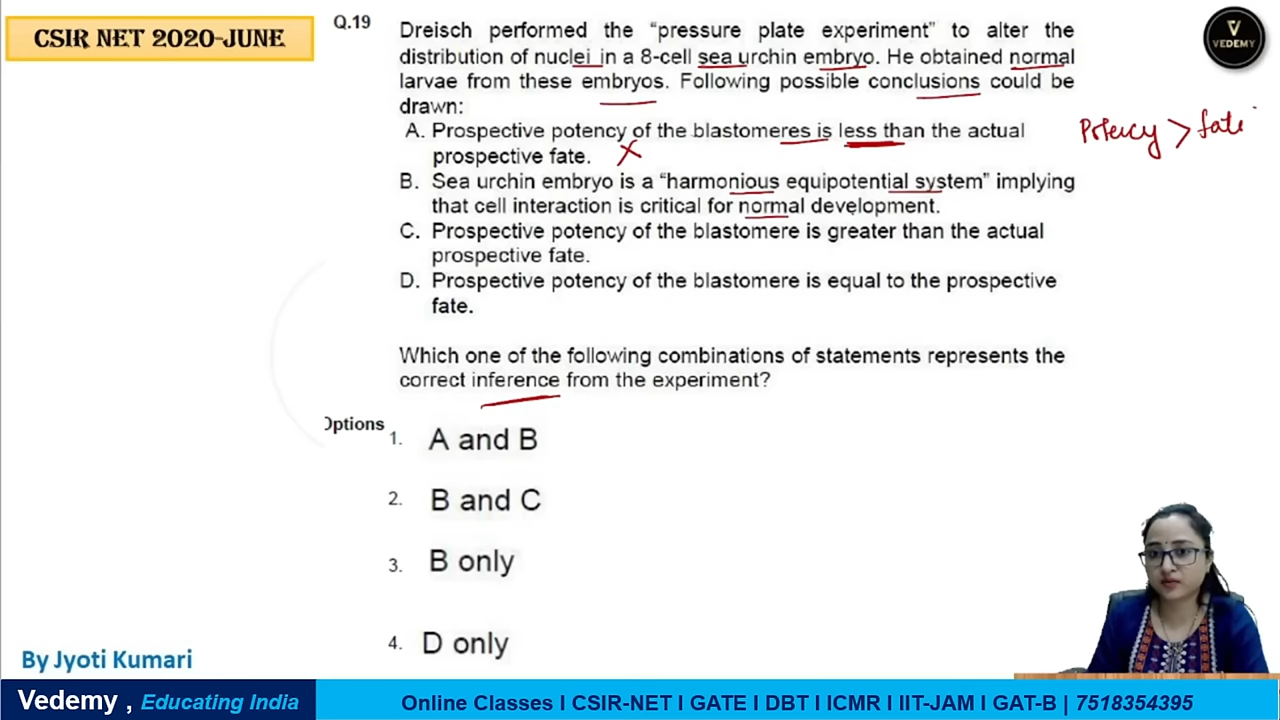 CSIR NET 2020-JUNE
Q.19
Dreisch performed the “pressure plate experiment” to alter the
distribution of nuclei in a 8-cell sea urchin embryo. He obtained normal
larvae from these embryos. Following possible conclusions could be
drawn:
A. Prospective potency of the blastomeres is less than the actual
prospective fate.
B. Sea urchin embryo is a “harmonious equipotential system” implying
that cell interaction is critical for normal development.
C. Prospective potency of the blastomere is greater than the actual
prospective fate.
D. Prospective potency of the blastomere is equal to the prospective
fate.
Potency > fate
VEDEMY
Which one of the following combinations of statements represents the
correct inference from the experiment?
Options
1. A and B
2. B and C
3. B only
4. D only
By Jyoti Kumari
Vedemy , Educating India
Online Classes I CSIR-NET I GATE I DBT I ICMR I IIT-JAM I GAT-B | 7518354395